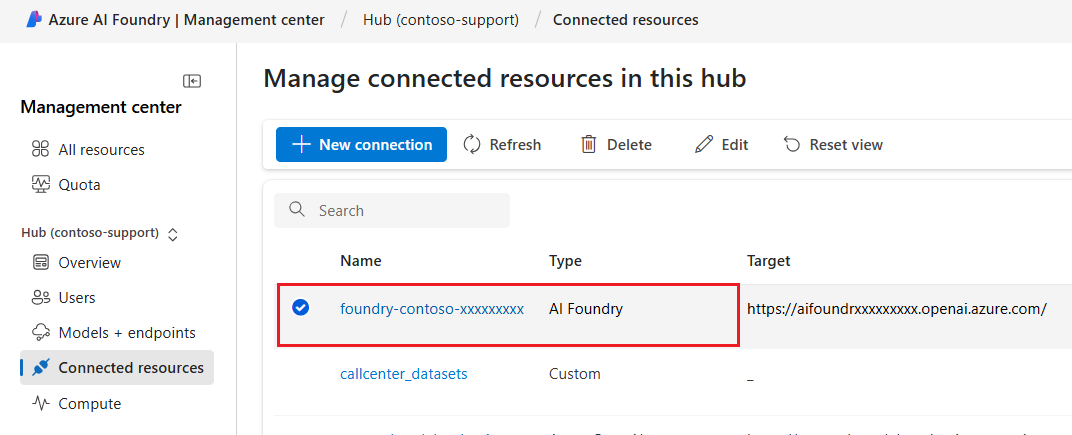 Azure AI Foundry | Management center / Hub (contoso-support) / Connected resources
Management center
All resources
Quota
Hub (contoso-support)
Overview
Users
Models + endpoints
Connected resources
Compute
Manage connected resources in this hub
New connection Refresh Delete Edit Reset view
Search
Name Type Target
foundry-contoso-xxxxxxxxx AI Foundry https://aifoundrxxxxxxxxx.openai.azure.com/
callcenter_datasets Custom _